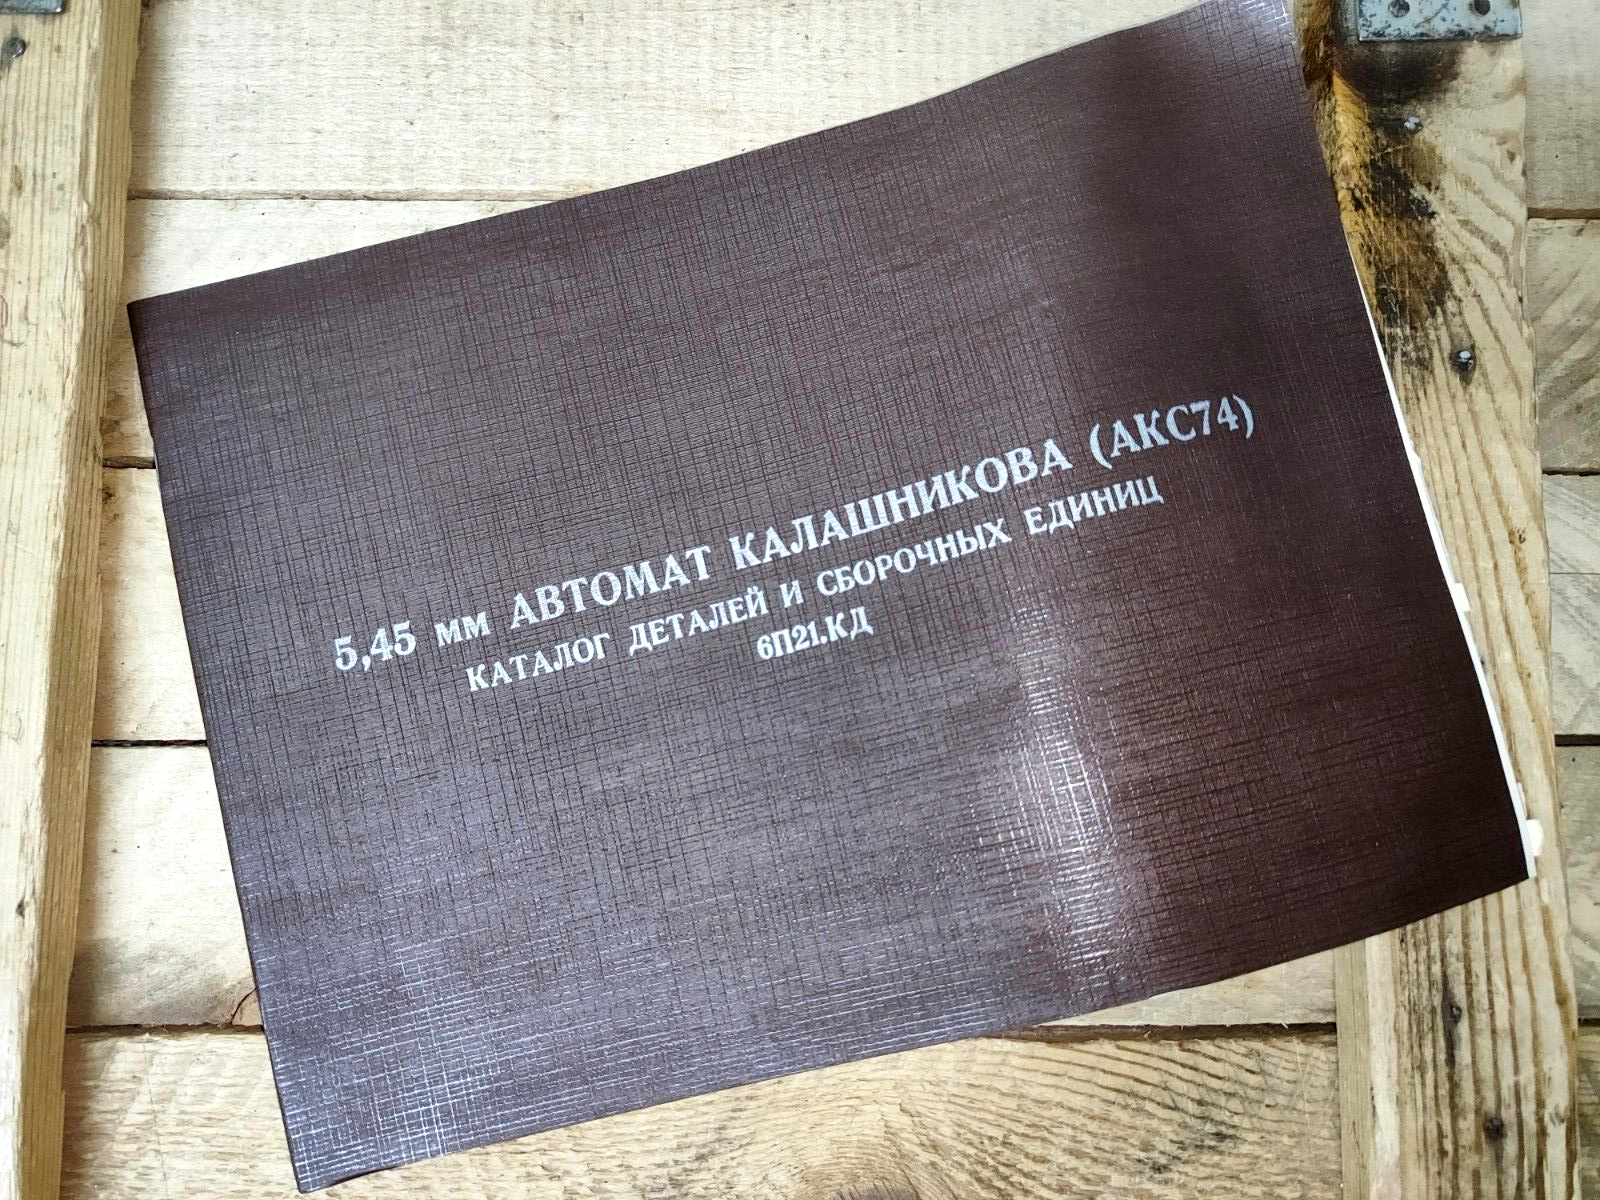 5,45 мм АВТОМАТ КАЛАШНИКОВА (АКС74)
КАТАЛОГ ДЕТАЛЕЙ И СБОРОЧНЫХ ЕДИНИЦ
6П21.КД